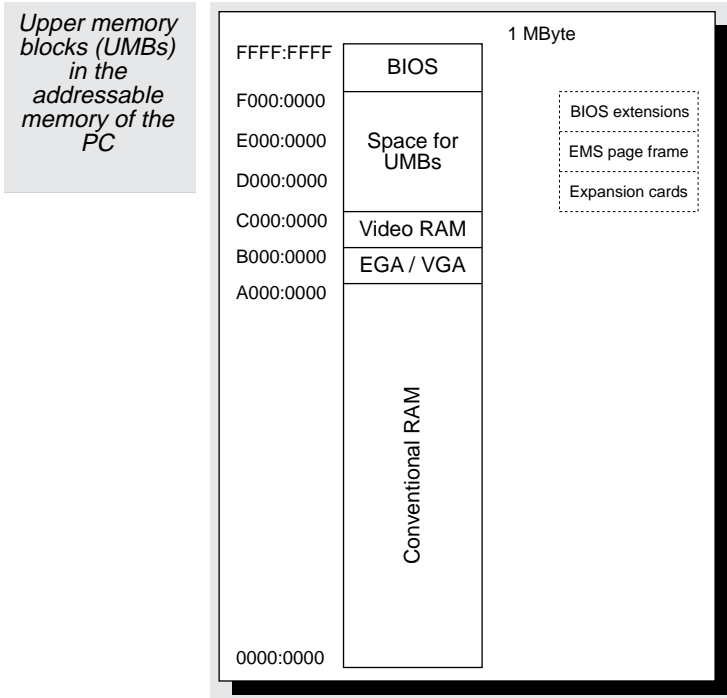 Upper memory
blocks (UMBs)
in the
addressable
memory of the
PC
1 MByte
FFFF:FFFF
BIOS
F000:0000
BIOS extensions
E000:0000
Space for
UMBs
EMS page frame
D000:0000
Expansion cards
C000:0000
Video RAM
B000:0000
EGA / VGA
A000:0000
Conventional RAM
0000:0000